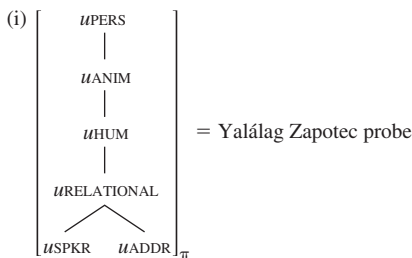 (i)
uPERS
uANIM
uHUM
uRELATIONAL
uSPKR uADDR
π
= Yalálag Zapotec probe